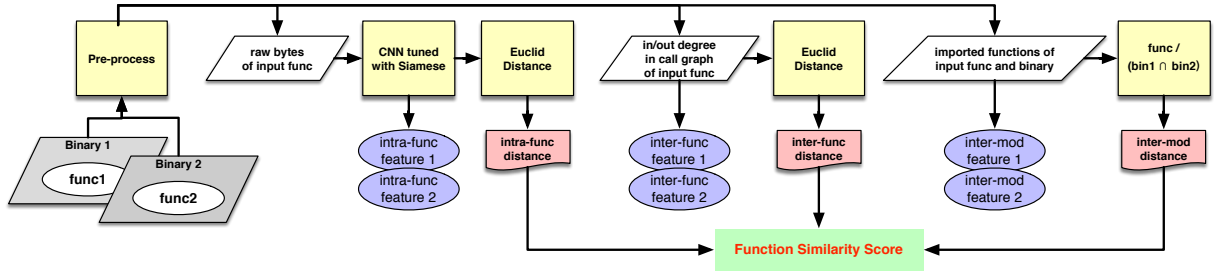 Pre-process
Binary 1
func1
Binary 2
func2
raw bytes
of input func
CNN tuned
with Siamese
Euclid
Distance
intra-func
feature 1
intra-func
feature 2
intra-func
distance
in/out degree
in call graph
of input func
Euclid
Distance
inter-func
feature 1
inter-func
feature 2
inter-func
distance
imported functions of
input func and binary
func /
(bin1 ∩ bin2)
inter-mod
feature 1
inter-mod
feature 2
inter-mod
distance
Function Similarity Score